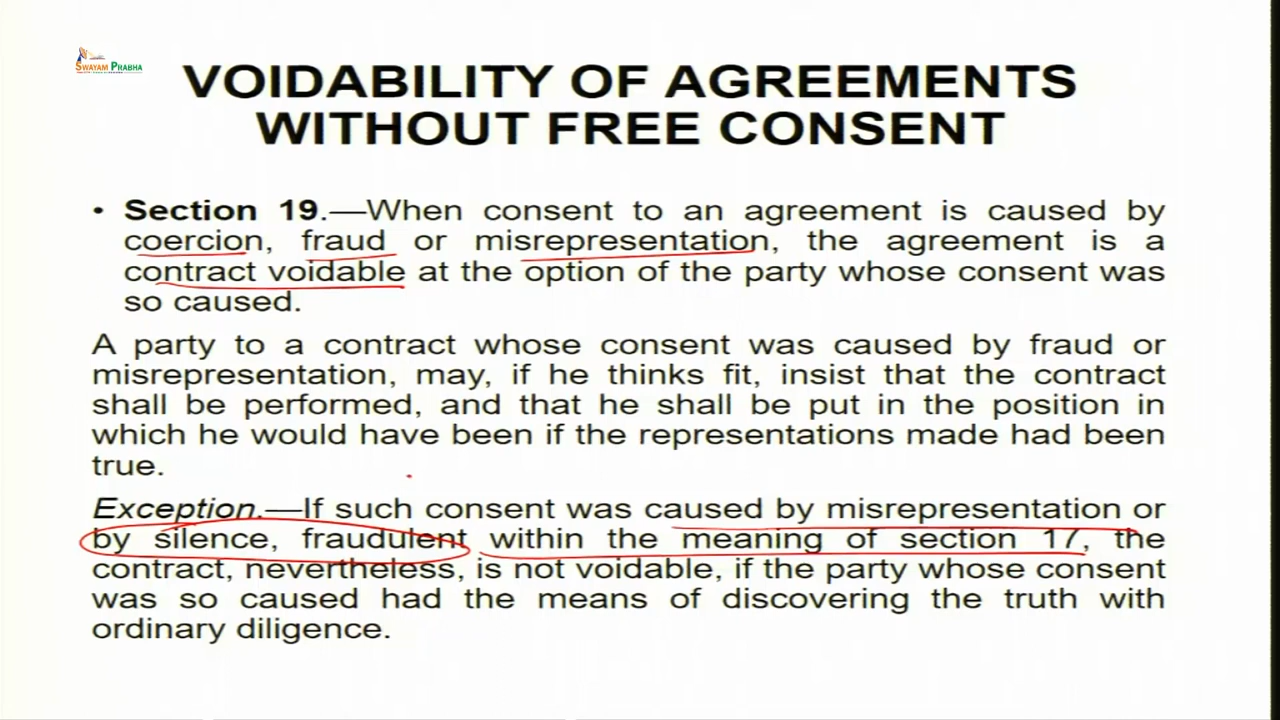 SWAYAM PRABHA
VOIDABILITY OF AGREEMENTS
WITHOUT FREE CONSENT
• Section 19.—When consent to an agreement is caused by
coercion, fraud or misrepresentation, the agreement is a
contract voidable at the option of the party whose consent was
so caused.
A party to a contract whose consent was caused by fraud or
misrepresentation, may, if he thinks fit, insist that the contract
shall be performed, and that he shall be put in the position in
which he would have been if the representations made had been
true.
Exception.—If such consent was caused by misrepresentation or
by silence, fraudulent within the meaning of section 17, the
contract, nevertheless, is not voidable, if the party whose consent
was so caused had the means of discovering the truth with
ordinary diligence.